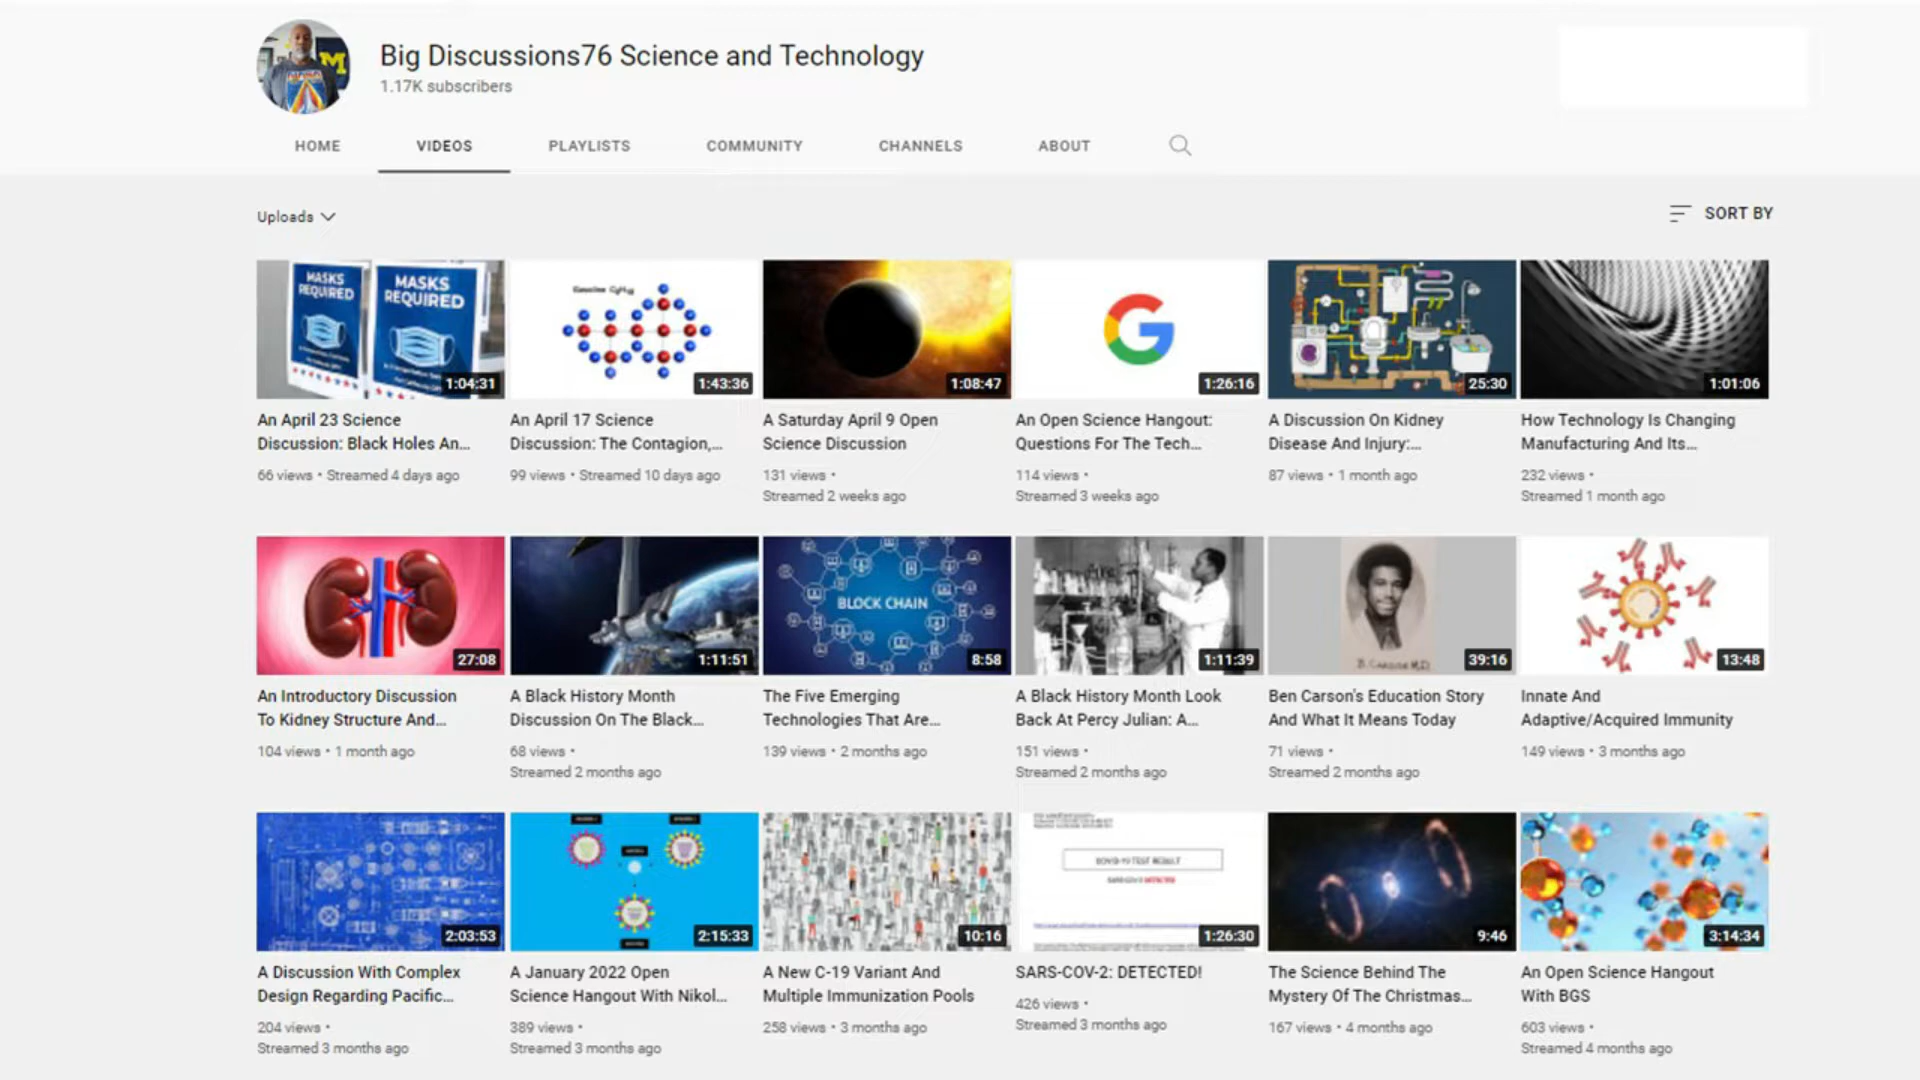 Big Discussions76 Science and Technology
1.17K subscribers
HOME VIDEOS PLAYLISTS COMMUNITY CHANNELS ABOUT
Uploads
SORT BY
MASKS REQUIRED
MASKS REQUIRED
1:04:31
1:43:36
1:08:47
G
1:26:16
25:30
1:01:06
An April 23 Science
Discussion: Black Holes An...
66 views • Streamed 4 days ago
An April 17 Science
Discussion: The Contagion,...
99 views • Streamed 10 days ago
A Saturday April 9 Open
Science Discussion
131 views •
Streamed 2 weeks ago
An Open Science Hangout:
Questions For The Tech...
114 views •
Streamed 3 weeks ago
A Discussion On Kidney
Disease And Injury:...
87 views • 1 month ago
How Technology Is Changing
Manufacturing And Its...
232 views •
Streamed 1 month ago
27:08
1:11:51
BLOCK CHAIN
8:58
1:11:39
39:16
13:48
An Introductory Discussion
To Kidney Structure And...
104 views • 1 month ago
A Black History Month
Discussion On The Black...
68 views •
Streamed 2 months ago
The Five Emerging
Technologies That Are...
139 views • 2 months ago
A Black History Month Look
Back At Percy Julian: A...
151 views •
Streamed 2 months ago
Ben Carson's Education Story
And What It Means Today
71 views •
Streamed 2 months ago
Innate And
Adaptive/Acquired Immunity
149 views • 3 months ago
2:03:53
2:15:33
10:16
COVID-19 TEST RESULT
SARS-COV-2 DETECTED
1:26:30
9:46
3:14:34
A Discussion With Complex
Design Regarding Pacific...
204 views •
Streamed 3 months ago
A January 2022 Open
Science Hangout With Nikol...
389 views •
Streamed 3 months ago
A New C-19 Variant And
Multiple Immunization Pools
258 views • 3 months ago
SARS-COV-2: DETECTED!
426 views •
Streamed 3 months ago
The Science Behind The
Mystery Of The Christmas...
167 views • 4 months ago
An Open Science Hangout
With BGS
603 views •
Streamed 4 months ago